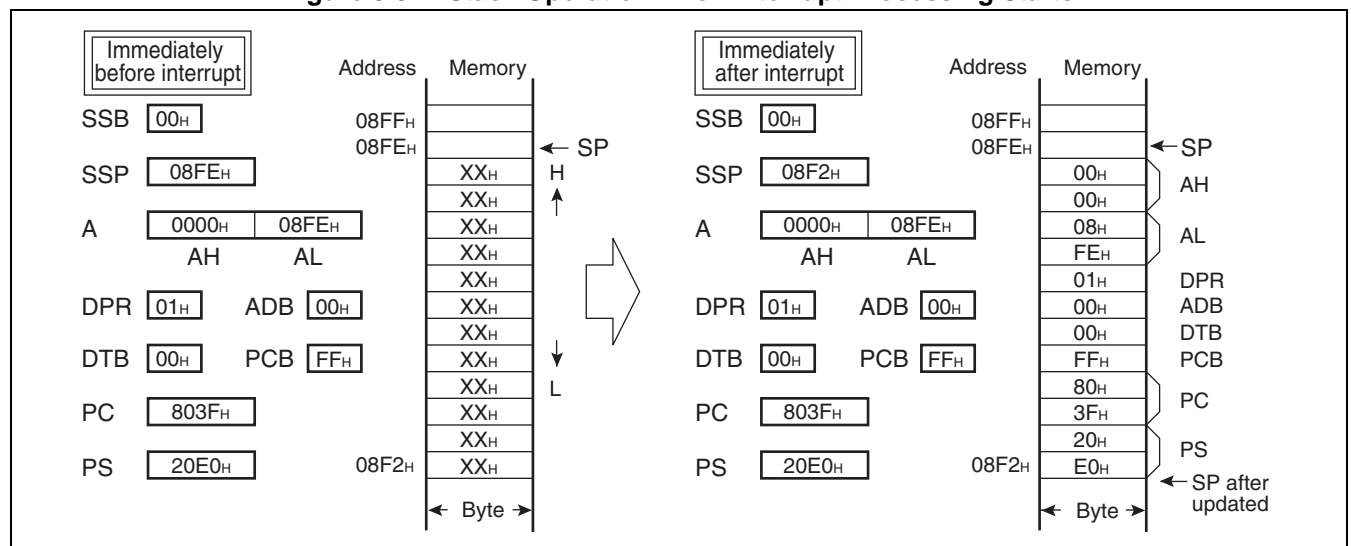 Immediately
before interrupt
Address Memory
SSB 00H
08FFH
08FEH
SP
SSP 08FEH
XXH H
XXH
A 0000H 08FEH
XXH
AH AL
XXH
XXH
DPR 01H ADB 00H
XXH
XXH
DTB 00H PCB FFH
XXH
XXH L
PC 803FH
XXH
XXH
PS 20E0H
08F2H XXH
Byte
Immediately
after interrupt
Address Memory
SSB 00H
08FFH
08FEH
SP
SSP 08F2H
00H
AH
00H
A 0000H 08FEH
08H
AL
AH AL
FEH
01H DPR
DPR 01H ADB 00H
00H ADB
00H DTB
DTB 00H PCB FFH
FFH PCB
80H
PC
PC 803FH
3FH
20H
PS
PS 20E0H
08F2H E0H
SP after
updated
Byte